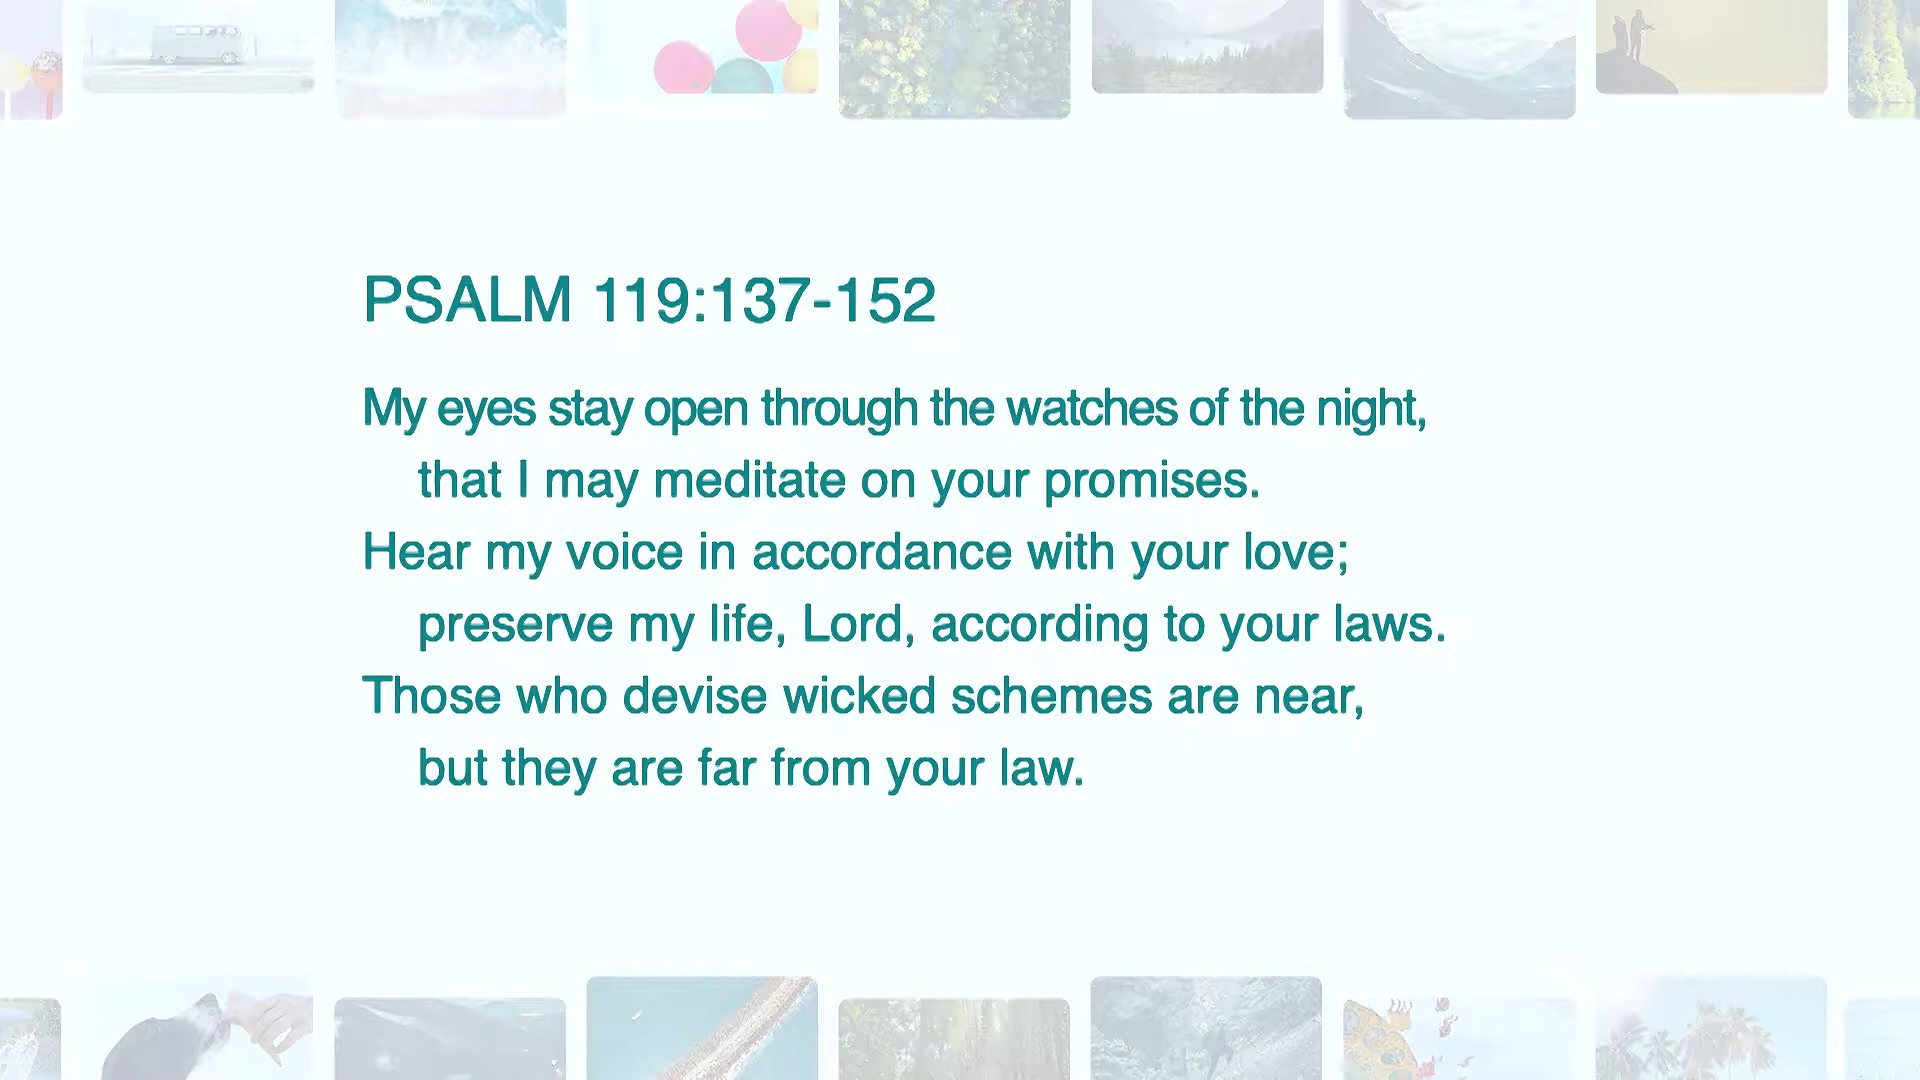 PSALM 119:137-152
My eyes stay open through the watches of the night,
that I may meditate on your promises.
Hear my voice in accordance with your love;
preserve my life, Lord, according to your laws.
Those who devise wicked schemes are near,
but they are far from your law.